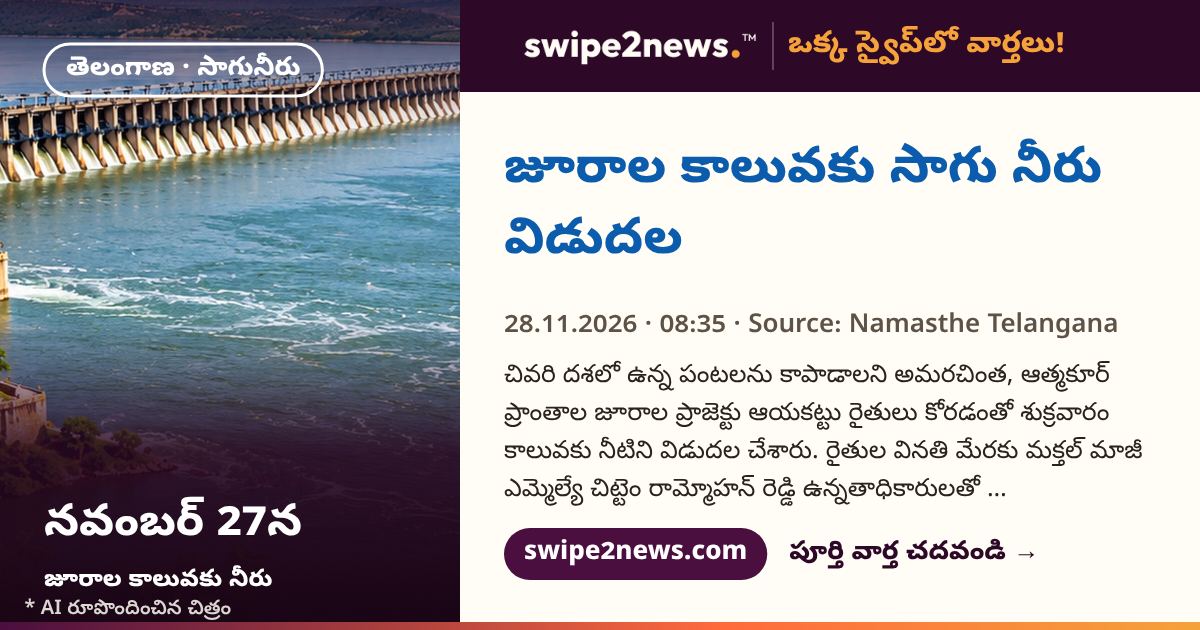 తెలంగాణ · సాగునీరు
swipe2news.™
ఒక్క స్వైప్‌లో వార్తలు!
జూరాల కాలువకు సాగు నీరు
విడుదల
28.11.2026 · 08:35 · Source: Namasthe Telangana
చివరి దశలో ఉన్న పంటలను కాపాడాలని అమరచింత, ఆత్మకూర్
ప్రాంతాల జూరాల ప్రాజెక్టు ఆయకట్టు రైతులు కోరడంతో శుక్రవారం
కాలువకు నీటిని విడుదల చేశారు. రైతుల వినతి మేరకు మక్తల్ మాజీ
ఎమ్మెల్యే చిట్టెం రామ్మోహన్ రెడ్డి ఉన్నతాధికారులతో ...
swipe2news.com
పూర్తి వార్త చదవండి →
నవంబర్ 27న
జూరాల కాలువకు నీరు
* AI రూపొందించిన చిత్రం